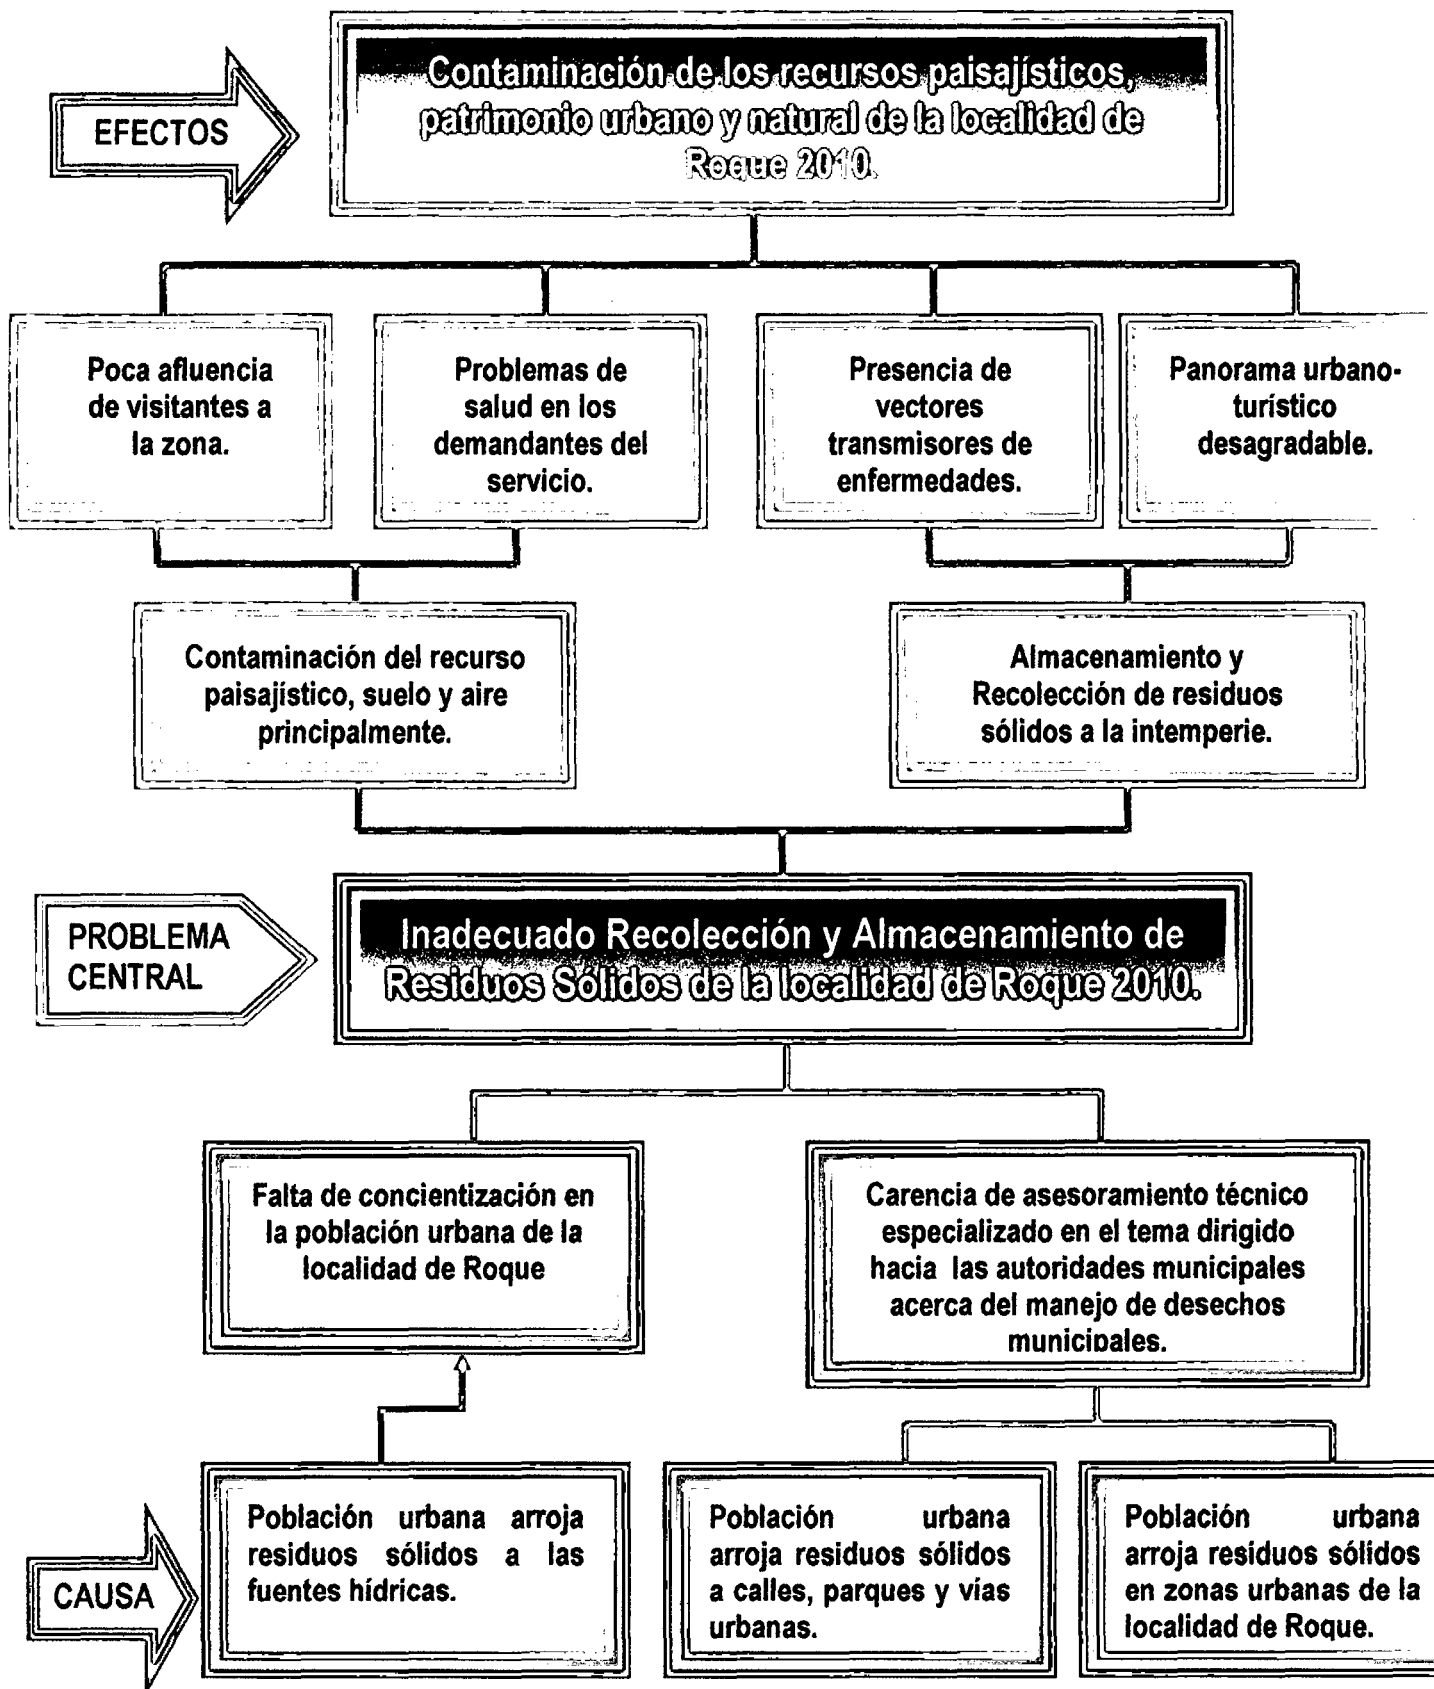 EFECTOS
Contaminación de los recursos paisajísticos,
patrimonio urbano y natural de la localidad de
Roque 2010.
Poca afluencia
de visitantes a
la zona.
Problemas de
salud en los
demandantes del
servicio.
Presencia de
vectores
transmisores de
enfermedades.
Panorama urbano-
turístico
desagradable.
Contaminación del recurso
paisajístico, suelo y aire
principalmente.
Almacenamiento y
Recolección de residuos
sólidos a la intemperie.
PROBLEMA
CENTRAL
Inadecuado Recolección y Almacenamiento de
Residuos Sólidos de la localidad de Roque 2010.
Falta de concientización en
la población urbana de la
localidad de Roque
Carencia de asesoramiento técnico
especializado en el tema dirigido
hacia las autoridades municipales
acerca del manejo de desechos
municipales.
CAUSA
Población urbana arroja
residuos sólidos a las
fuentes hídricas.
Población urbana
arroja residuos sólidos
a calles, parques y vías
urbanas.
Población urbana
arroja residuos sólidos
en zonas urbanas de la
localidad de Roque.